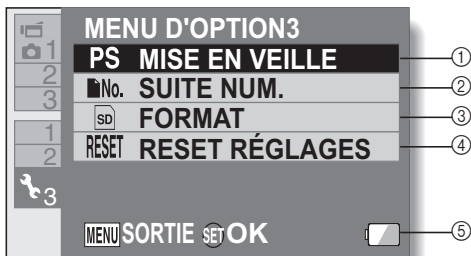 MENU D'OPTION3
PS MISE EN VEILLE
No. SUITE NUM.
SD FORMAT
RESET RESET RÉGLAGES
MENU SORTIE SET OK
1
2
3
1
2
3
①
②
③
④
⑤